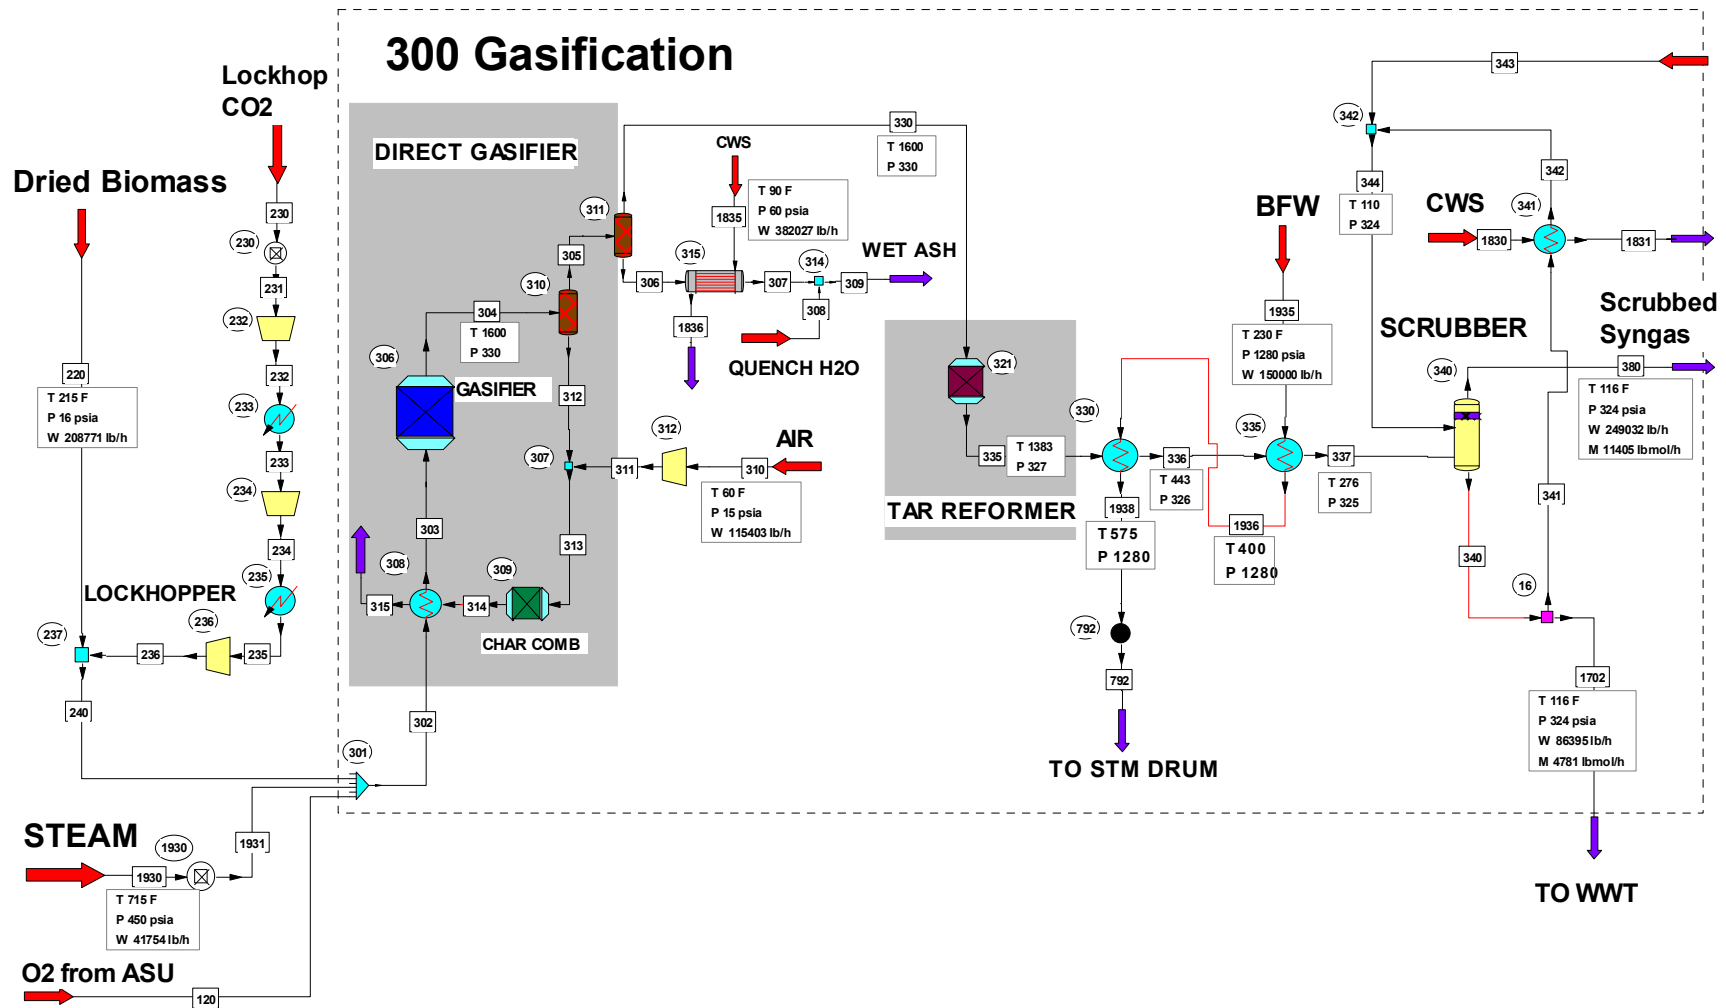 300 Gasification
Lockhop
CO2
Dried Biomass
DIRECT GASIFIER
230
230
231
232
232
233
233
234
234
235
LOCKHOPPER
236
235
236
237
220
T 215 F
P 16 psia
W 208771 lb/h
240
301
302
STEAM
1930
1930
1931
T 715 F
P 450 psia
W 41754 lb/h
O2 from ASU
120
306
GASIFIER
304
T 1600
P 330
303
308
315
314
309
CHAR COMB
313
307
312
310
305
311
306
315
CWS
1835
T 90 F
P 60 psia
W 382027 lb/h
307
314
309
308
WET ASH
1836
QUENCH H2O
311
312
310
AIR
T 60 F
P 15 psia
W 115403 lb/h
330
T 1600
P 330
321
TAR REFORMER
335
T 1383
P 327
330
336
T 443
P 326
1938
T 575
P 1280
792
792
TO STM DRUM
BFW
1935
T 230 F
P 1280 psia
W 150000 lb/h
335
1936
T 400
P 1280
337
T 276
P 325
343
342
344
T 110
P 324
342
341
CWS
1830
1831
SCRUBBER
340
Scrubbed
Syngas
380
T 116 F
P 324 psia
W 249032 lb/h
M 11405 lbmol/h
341
340
16
1702
T 116 F
P 324 psia
W 86395 lb/h
M 4781 lbmol/h
TO WWT